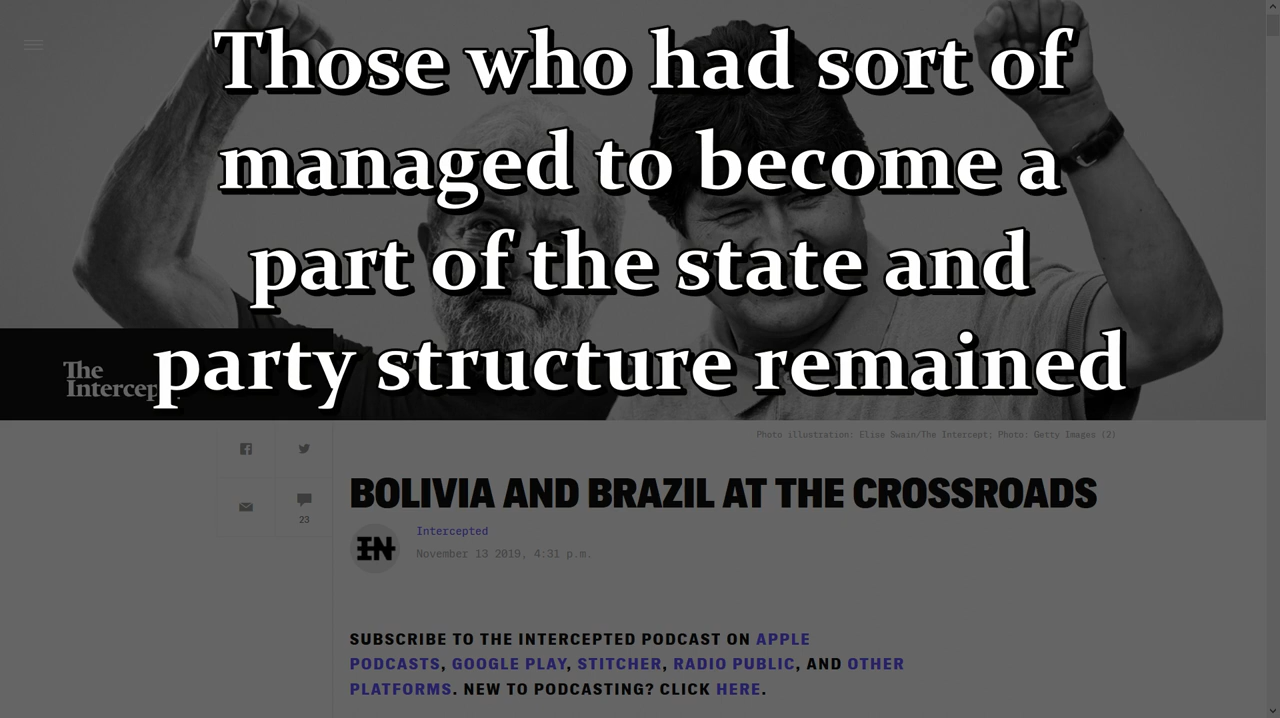 Those who had sort of
managed to become a
part of the state and
party structure remained
The
Intercep
Photo illustration: Elise Swain/The Intercept; Photo: Getty Images (2)
BOLIVIA AND BRAZIL AT THE CROSSROADS
Intercepted
IN
November 13 2019, 4:31 p.m.
23
SUBSCRIBE TO THE INTERCEPTED PODCAST ON APPLE
PODCASTS, GOOGLE PLAY, STITCHER, RADIO PUBLIC, AND OTHER
PLATFORMS. NEW TO PODCASTING? CLICK HERE.